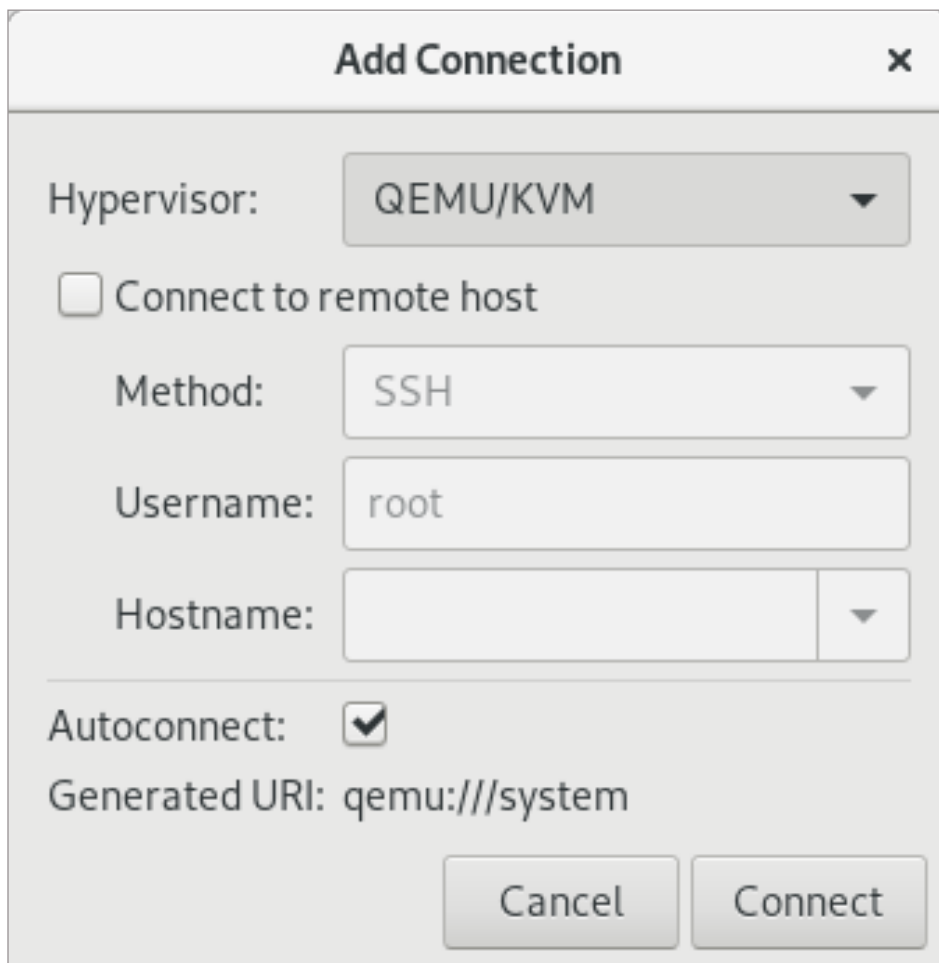 Add Connection
Hypervisor: QEMU/KVM
Connect to remote host
Method: SSH
Username: root
Hostname:
Autoconnect:
Generated URI: qemu:///system
Cancel Connect